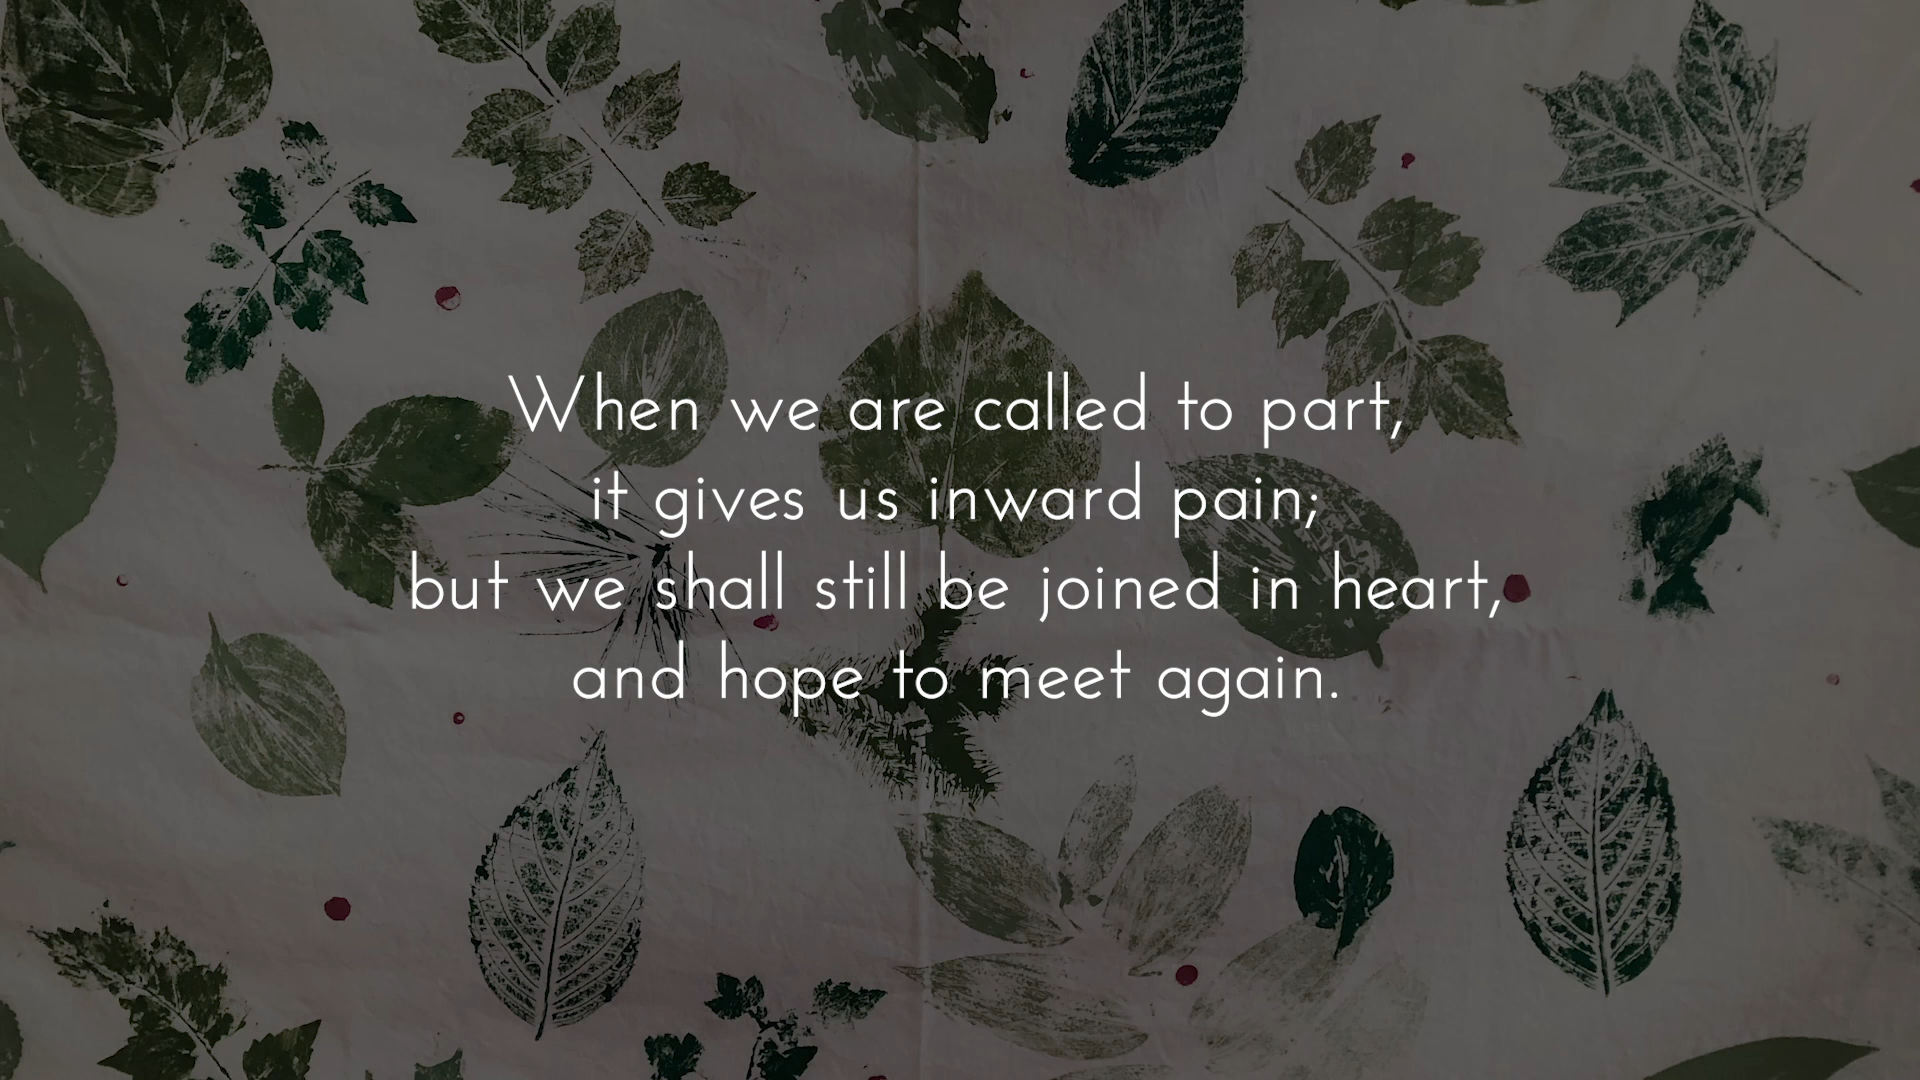 When we are called to part,
it gives us inward pain;
but we shall still be joined in heart,
and hope to meet again.